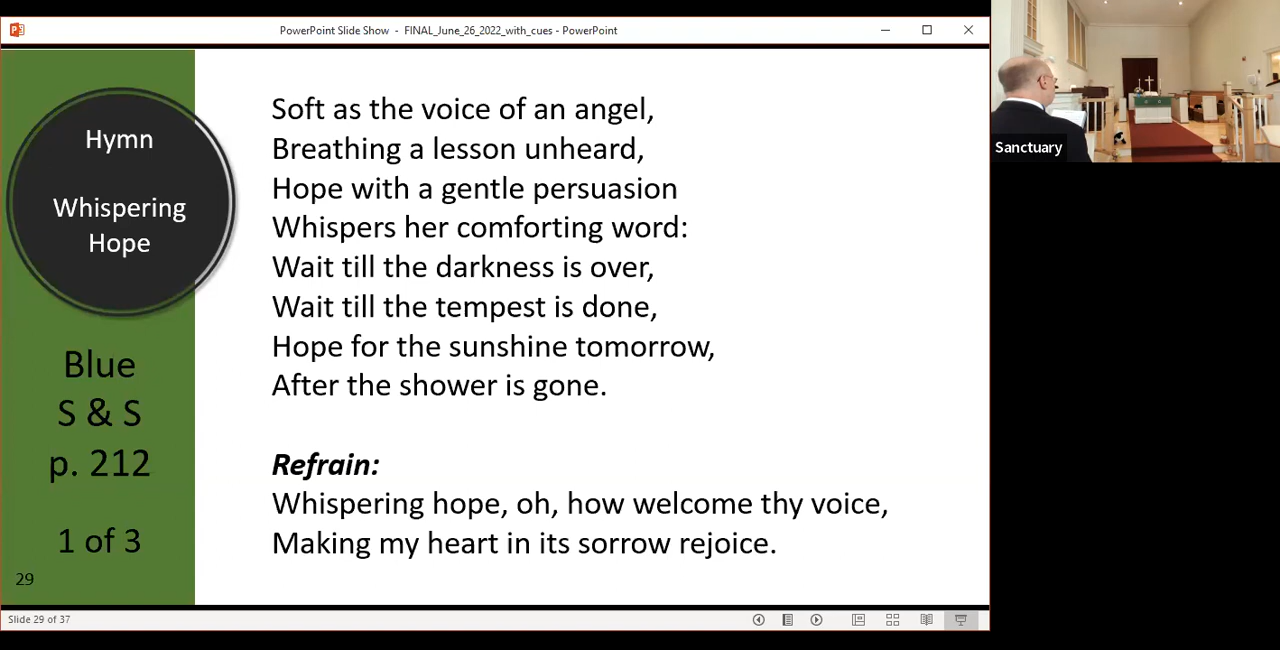 PowerPoint Slide Show - FINAL_June_26_2022_with_cues - PowerPoint
Hymn
Whispering
Hope
Blue
S & S
p. 212
1 of 3
29
Soft as the voice of an angel,
Breathing a lesson unheard,
Hope with a gentle persuasion
Whispers her comforting word:
Wait till the darkness is over,
Wait till the tempest is done,
Hope for the sunshine tomorrow,
After the shower is gone.
Refrain:
Whispering hope, oh, how welcome thy voice,
Making my heart in its sorrow rejoice.
Slide 29 of 37
Sanctuary